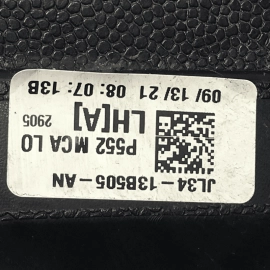 JL34-13B505-AN
P552 MCA LO
LH[A] 2905
09/13/21 08:07:13B